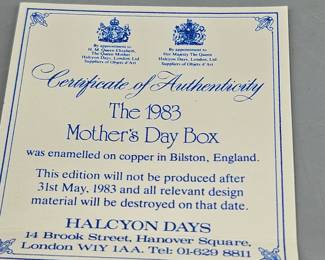 By appointment to
H. M. Queen Elizabeth,
The Queen Mother
Halcyon Days, London, Ltd
Suppliers of Objets d'Art
By appointment to
Her Majesty The Queen
Halcyon Days, London, Ltd
Suppliers of Objets d'Art
Certificate of Authenticity
The 1983
Mother's Day Box
was enamelled on copper in Bilston, England.
This edition will not be produced after
31st May, 1983 and all relevant design
material will be destroyed on that date.
HALCYON DAYS
14 Brook Street, Hanover Square,
London W1Y 1AA. Tel: 01-629 8811